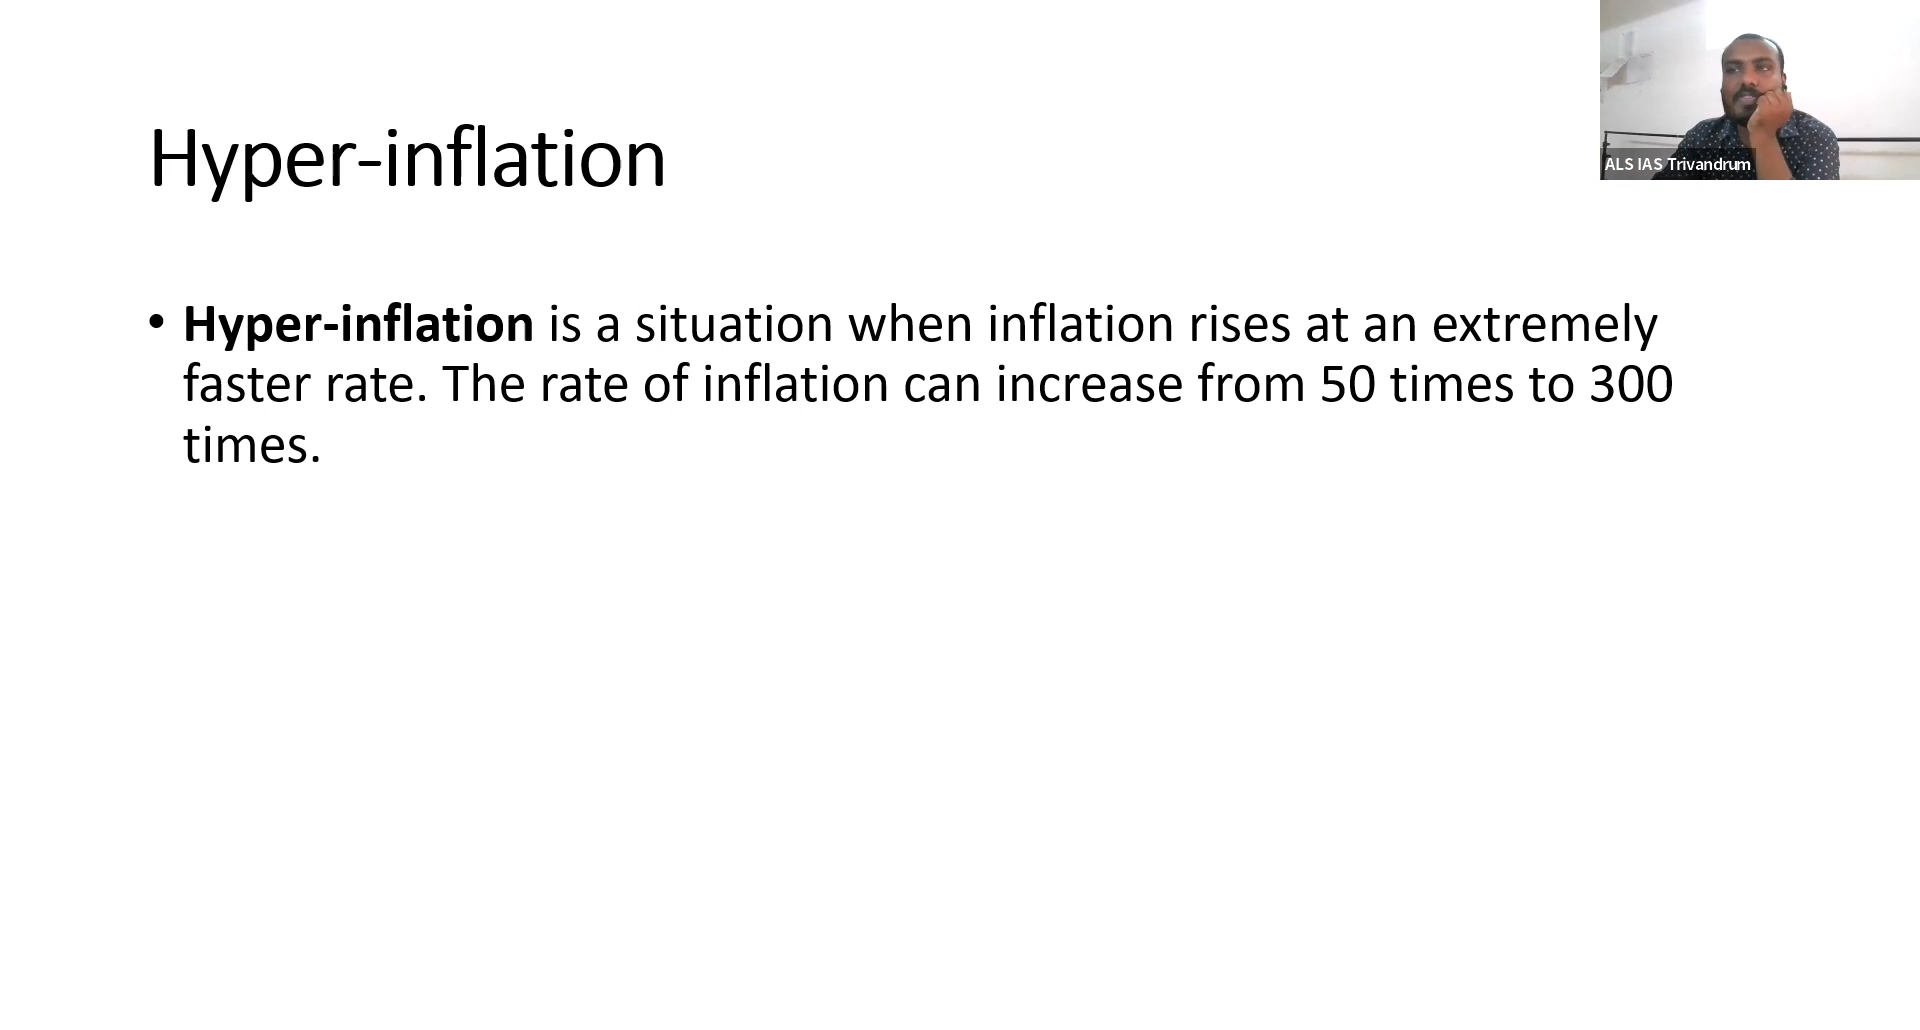 Hyper-inflation
ALS IAS Trivandrum
• Hyper-inflation is a situation when inflation rises at an extremely
faster rate. The rate of inflation can increase from 50 times to 300
times.